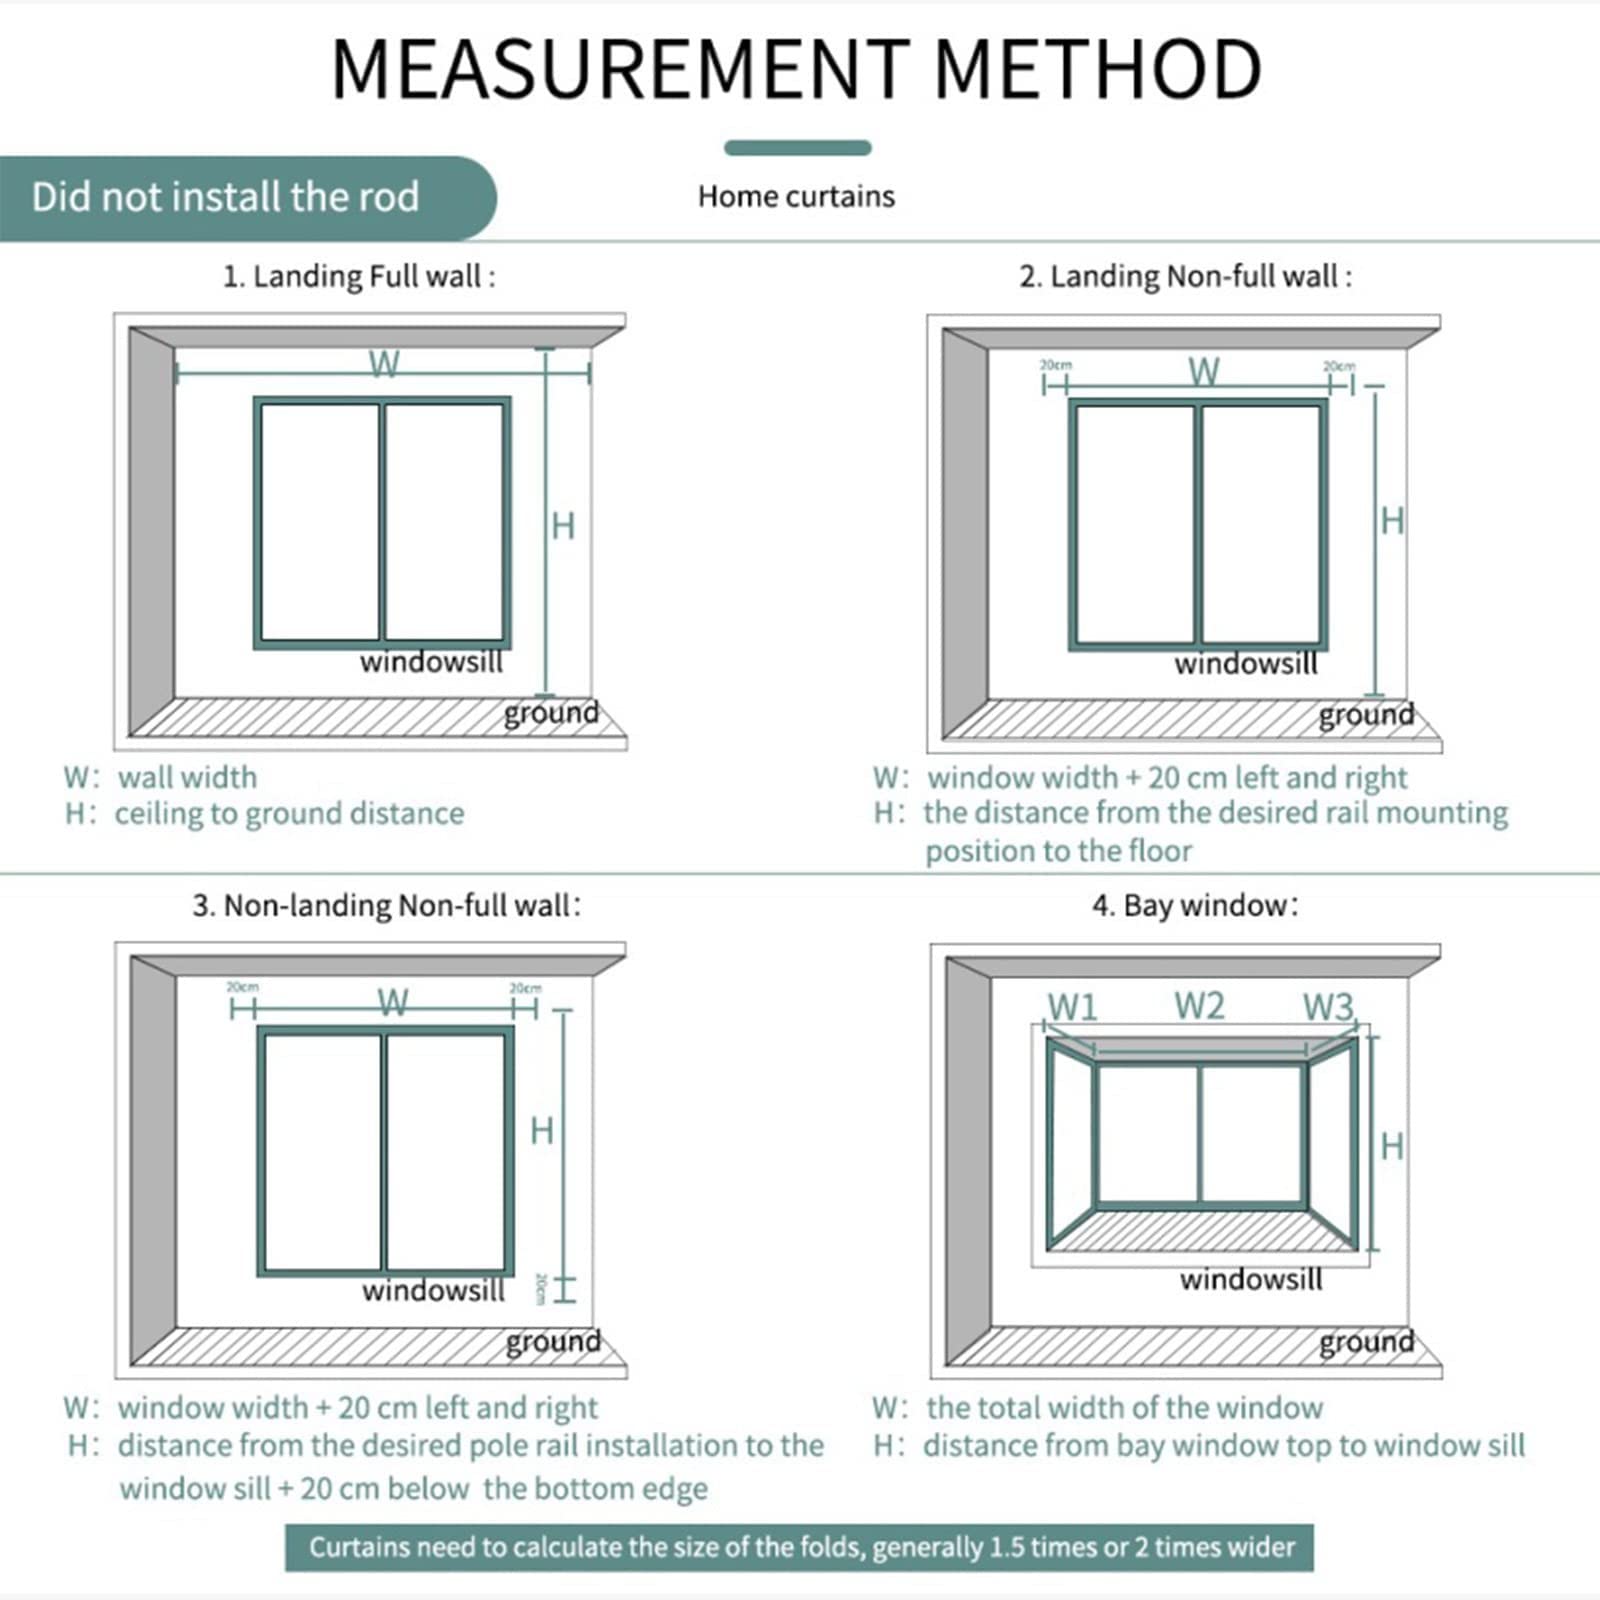 MEASUREMENT METHOD
Did not install the rod
Home curtains
1. Landing Full wall :
W
H
windowsill
ground
W: wall width
H: ceiling to ground distance
2. Landing Non-full wall :
20cm
W
20cm
H
windowsill
ground
W: window width + 20 cm left and right
H: the distance from the desired rail mounting
position to the floor
3. Non-landing Non-full wall:
20cm
W
20cm
H
20cm
windowsill
ground
W: window width + 20 cm left and right
H: distance from the desired pole rail installation to the
window sill + 20 cm below the bottom edge
4. Bay window:
W1 W2 W3
H
windowsill
ground
W: the total width of the window
H: distance from bay window top to window sill
Curtains need to calculate the size of the folds, generally 1.5 times or 2 times wider